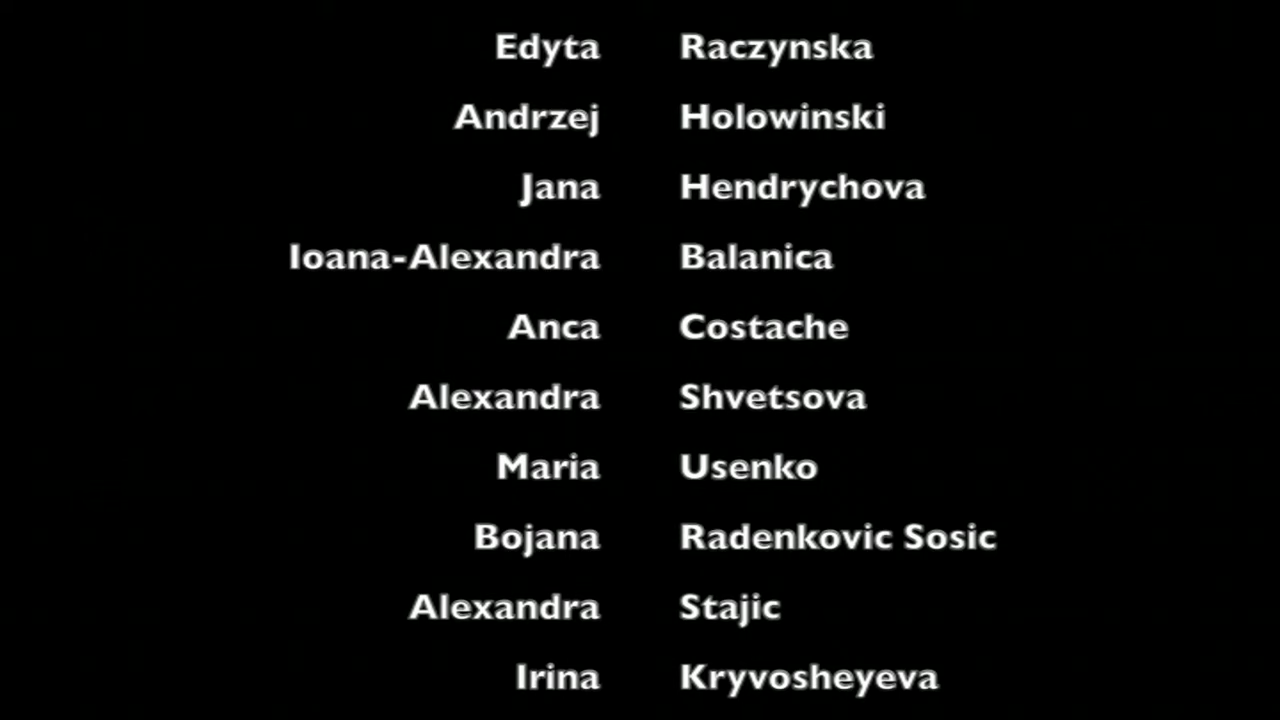 Edyta Raczynska
Andrzej Holowinski
Jana Hendrychova
Ioana-Alexandra Balanica
Anca Costache
Alexandra Shvetsova
Maria Usenko
Bojana Radenkovic Sosic
Alexandra Stajic
Irina Kryvosheyeva